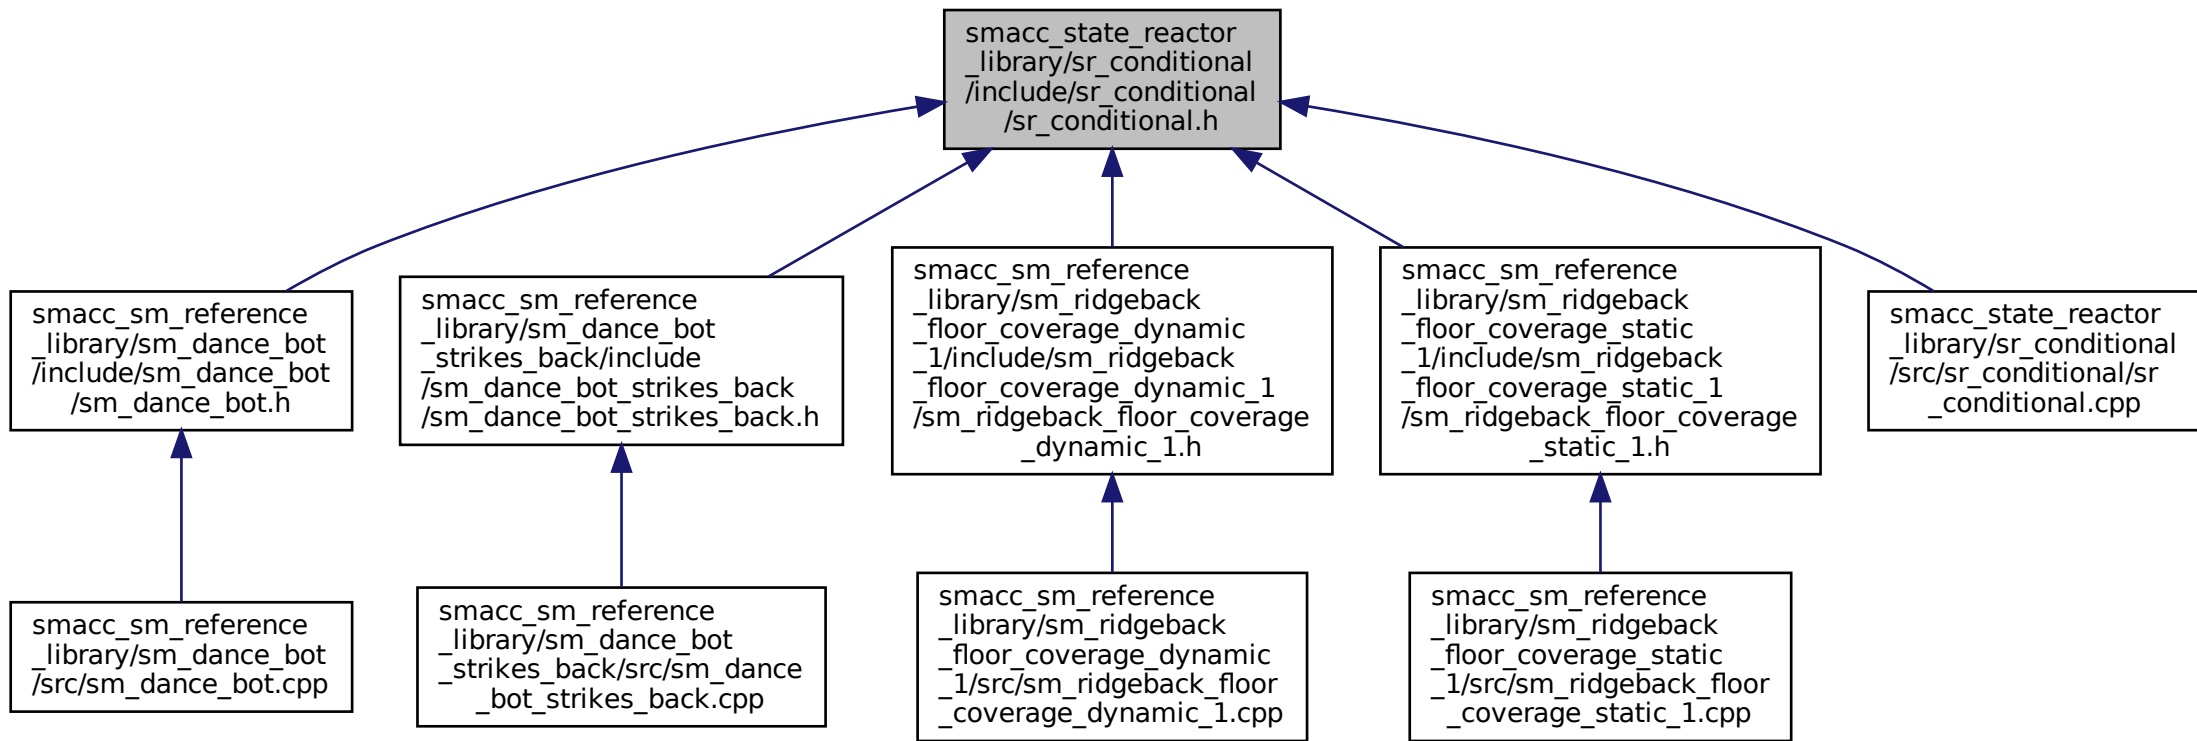 smacc_state_reactor
_library/sr_conditional
/include/sr_conditional
/sr_conditional.h
smacc_sm_reference
_library/sm_dance_bot
/include/sm_dance_bot
/sm_dance_bot.h
smacc_sm_reference
_library/sm_dance_bot
_strikes_back/include
/sm_dance_bot_strikes_back
/sm_dance_bot_strikes_back.h
smacc_sm_reference
_library/sm_ridgeback
_floor_coverage_dynamic
_1/include/sm_ridgeback
_floor_coverage_dynamic_1
/sm_ridgeback_floor_coverage
_dynamic_1.h
smacc_sm_reference
_library/sm_ridgeback
_floor_coverage_static
_1/include/sm_ridgeback
_floor_coverage_static_1
/sm_ridgeback_floor_coverage
_static_1.h
smacc_state_reactor
_library/sr_conditional
/src/sr_conditional/sr
_conditional.cpp
smacc_sm_reference
_library/sm_dance_bot
/src/sm_dance_bot.cpp
smacc_sm_reference
_library/sm_dance_bot
_strikes_back/src/sm_dance
_bot_strikes_back.cpp
smacc_sm_reference
_library/sm_ridgeback
_floor_coverage_dynamic
_1/src/sm_ridgeback_floor
_coverage_dynamic_1.cpp
smacc_sm_reference
_library/sm_ridgeback
_floor_coverage_static
_1/src/sm_ridgeback_floor
_coverage_static_1.cpp